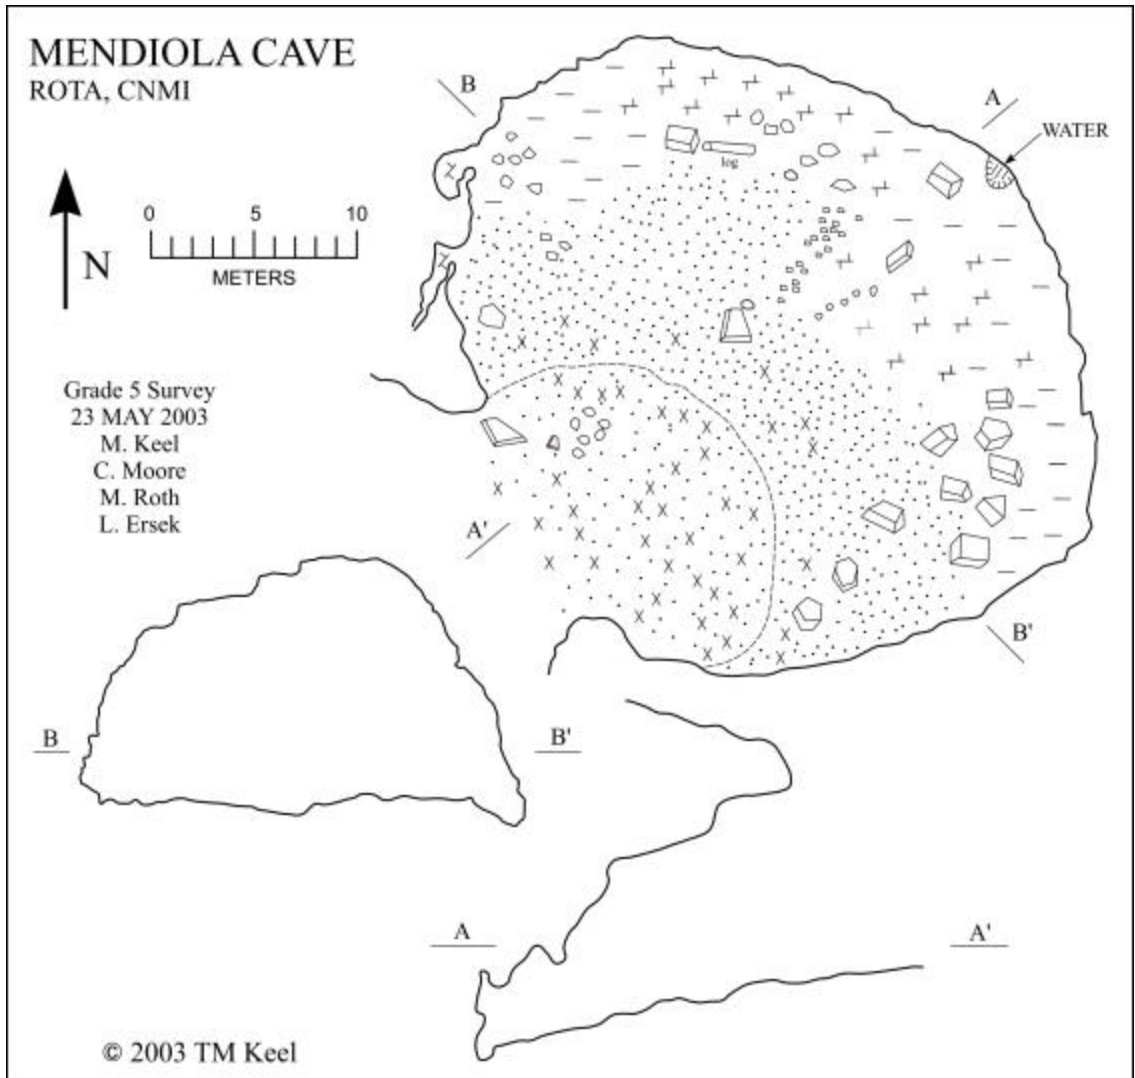 MENDIOLA CAVE
ROTA, CNMI
B
A
WATER
log
0 5 10
N
METERS
Grade 5 Survey
23 MAY 2003
M. Keel
C. Moore
M. Roth
L. Ersek
A'
B'
B
B'
A
A'
© 2003 TM Keel